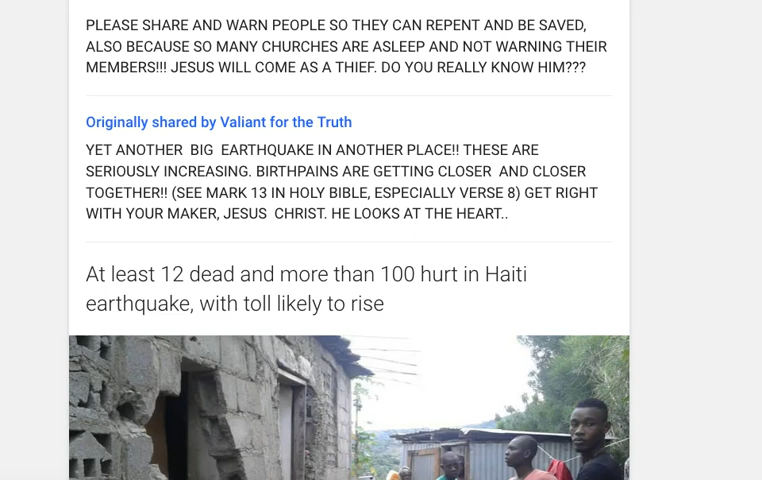 PLEASE SHARE AND WARN PEOPLE SO THEY CAN REPENT AND BE SAVED,
ALSO BECAUSE SO MANY CHURCHES ARE ASLEEP AND NOT WARNING THEIR
MEMBERS!!! JESUS WILL COME AS A THIEF. DO YOU REALLY KNOW HIM???
Originally shared by Valiant for the Truth
YET ANOTHER  BIG  EARTHQUAKE IN ANOTHER PLACE!! THESE ARE
SERIOUSLY INCREASING. BIRTHPAINS ARE GETTING CLOSER  AND CLOSER
TOGETHER!! (SEE MARK 13 IN HOLY BIBLE, ESPECIALLY VERSE 8) GET RIGHT
WITH YOUR MAKER, JESUS  CHRIST. HE LOOKS AT THE HEART..
At least 12 dead and more than 100 hurt in Haiti
earthquake, with toll likely to rise